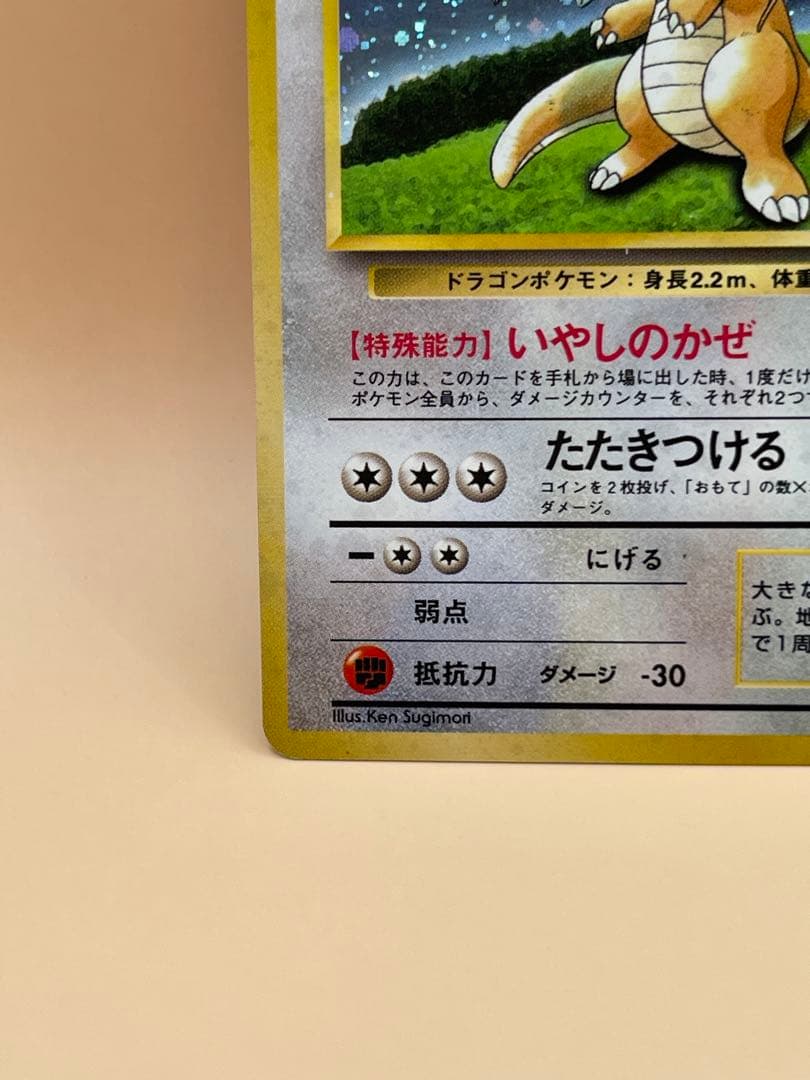 ドラゴンポケモン：身長2.2m、体重
【特殊能力】いやしのかぜ
この力は、このカードを手札から場に出した時、1度だけ
ポケモン全員から、ダメージカウンターを、それぞれ2つ
たたきつける
コインを2枚投げ、「おもて」の数×
ダメージ。
ー にげる
弱点
抵抗力 ダメージ -30
大きな
ぶ。地
で1周
Illus.Ken Sugimori